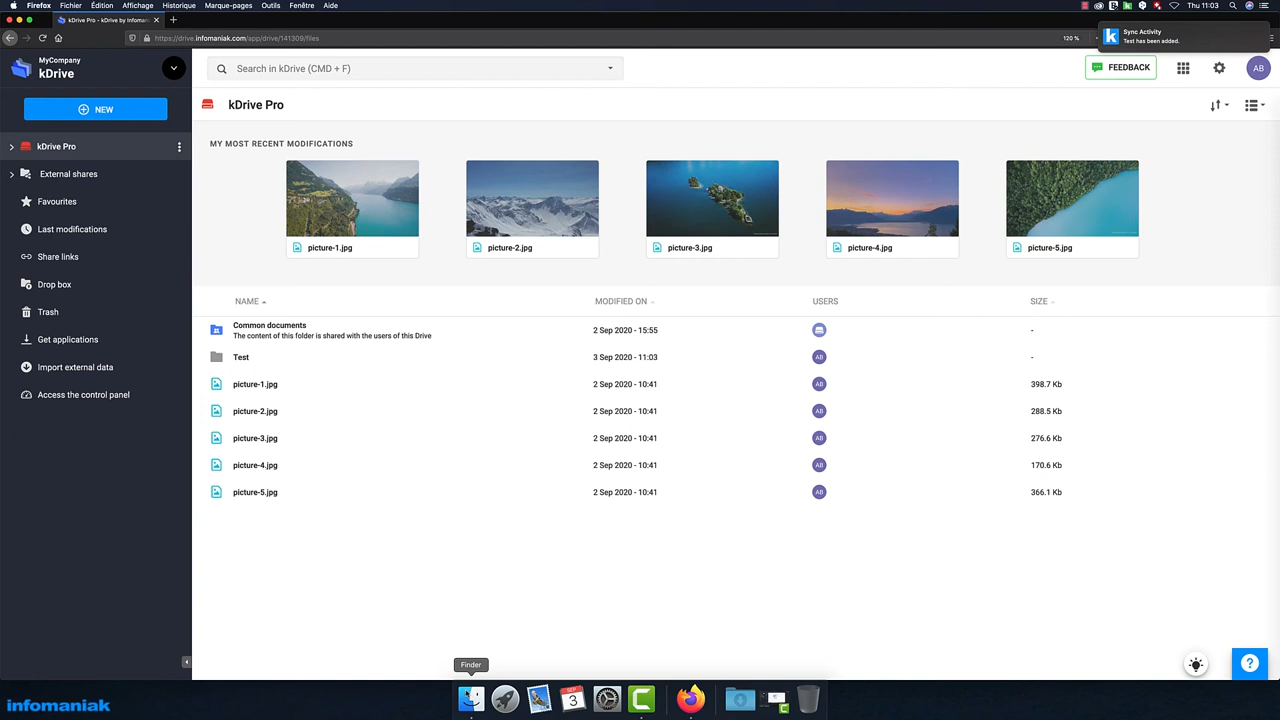 Firefox Fichier Édition Affichage Historique Marque-pages Outils Fenêtre Aide
Thu 11:03
kDrive Pro - kDrive by Infomani
https://drive.infomaniak.com/app/drive/141309/files
120 %
Sync Activity
Test has been added.
MyCompany
kDrive
Search in kDrive (CMD + F)
FEEDBACK
AB
NEW
kDrive Pro
External shares
Favourites
Last modifications
Share links
Drop box
Trash
Get applications
Import external data
Access the control panel
kDrive Pro
MY MOST RECENT MODIFICATIONS
picture-1.jpg
picture-2.jpg
picture-3.jpg
picture-4.jpg
picture-5.jpg
NAME MODIFIED ON USERS SIZE
Common documents
The content of this folder is shared with the users of this Drive
2 Sep 2020 - 15:55 -
Test 3 Sep 2020 - 11:03 AB -
picture-1.jpg 2 Sep 2020 - 10:41 AB 398.7 Kb
picture-2.jpg 2 Sep 2020 - 10:41 AB 288.5 Kb
picture-3.jpg 2 Sep 2020 - 10:41 AB 276.6 Kb
picture-4.jpg 2 Sep 2020 - 10:41 AB 170.6 Kb
picture-5.jpg 2 Sep 2020 - 10:41 AB 366.1 Kb
Finder
SEP
3
infomaniak